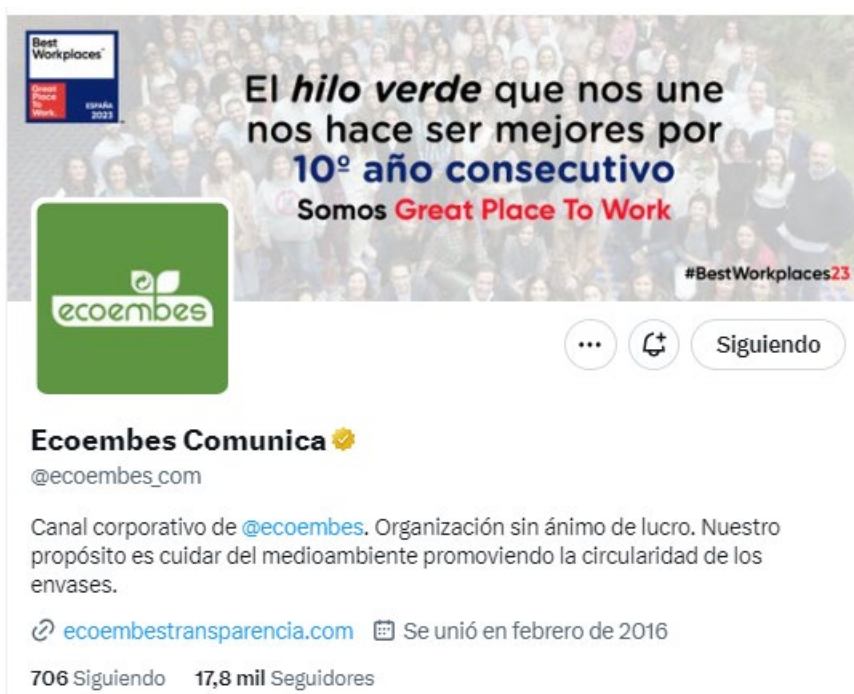 Best
Workplaces™
Great
Place
To
Work.
ESPAÑA
2023
El hilo verde que nos une
nos hace ser mejores por
10º año consecutivo
Somos Great Place To Work
#BestWorkplaces23
ecoembes
Siguiendo
Ecoembes Comunica
@ecoembes_com
Canal corporativo de @ecoembes. Organización sin ánimo de lucro. Nuestro
propósito es cuidar del medioambiente promoviendo la circularidad de los
envases.
ecoembestransparencia.com Se unió en febrero de 2016
706 Siguiendo 17,8 mil Seguidores